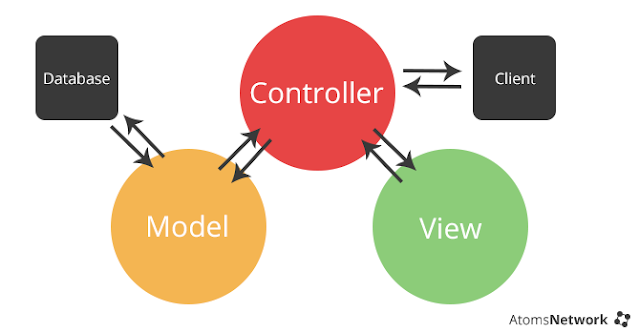 Database
Controller
Client
Model
View
AtomsNetwork